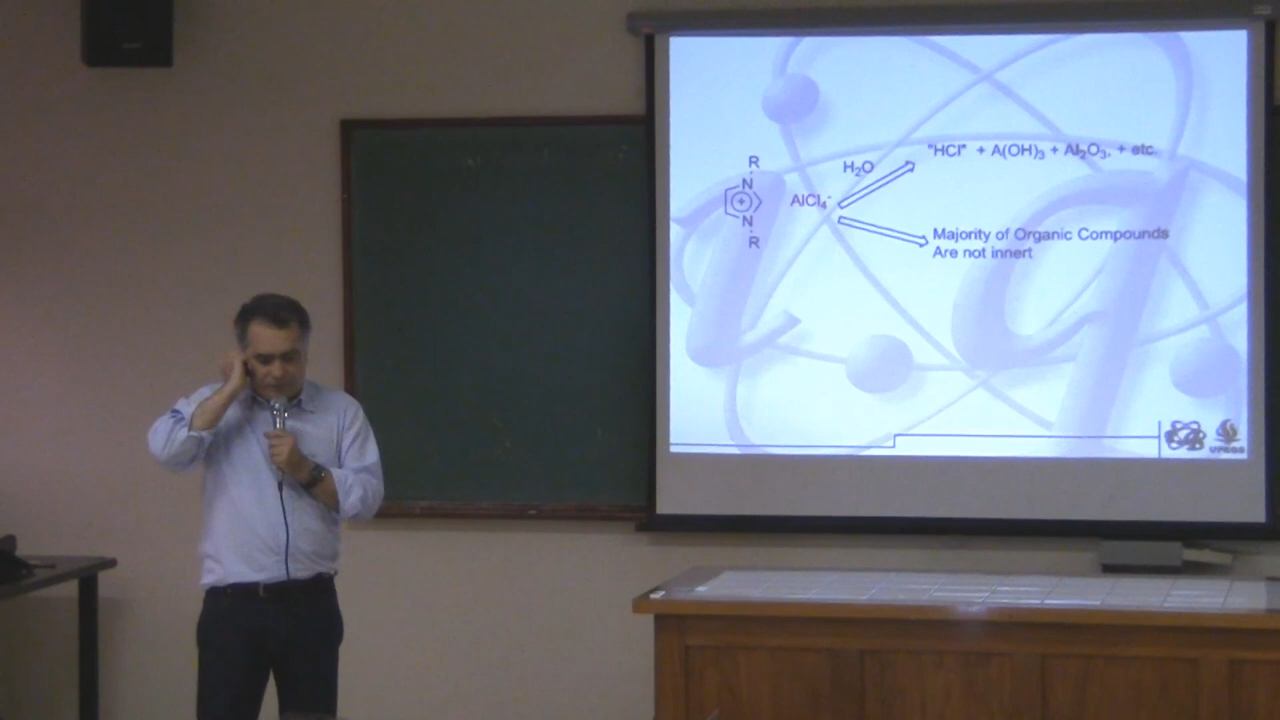 R
N
+
N
R
AlCl₄⁻
H₂O
"HCl" + A(OH)₃ + Al₂O₃, + etc.
Majority of Organic Compounds
Are not innert
UFRGS